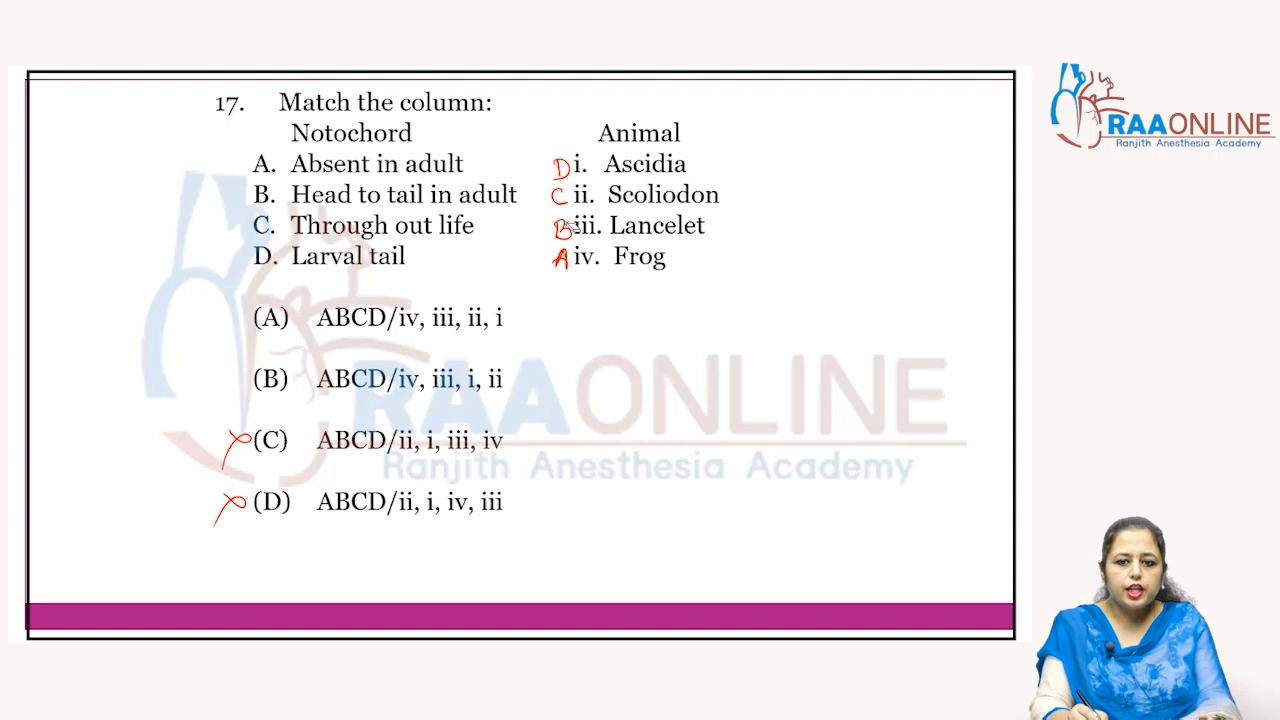 RAAONLINE
Ranjith Anesthesia Academy
17. Match the column:
Notochord Animal
A. Absent in adult D i. Ascidia
B. Head to tail in adult C ii. Scoliodon
C. Through out life B iii. Lancelet
D. Larval tail A iv. Frog
(A) ABCD/iv, iii, ii, i
(B) ABCD/iv, iii, i, ii
(C) ABCD/ii, i, iii, iv
(D) ABCD/ii, i, iv, iii
RAAONLINE
Ranjith Anesthesia Academy